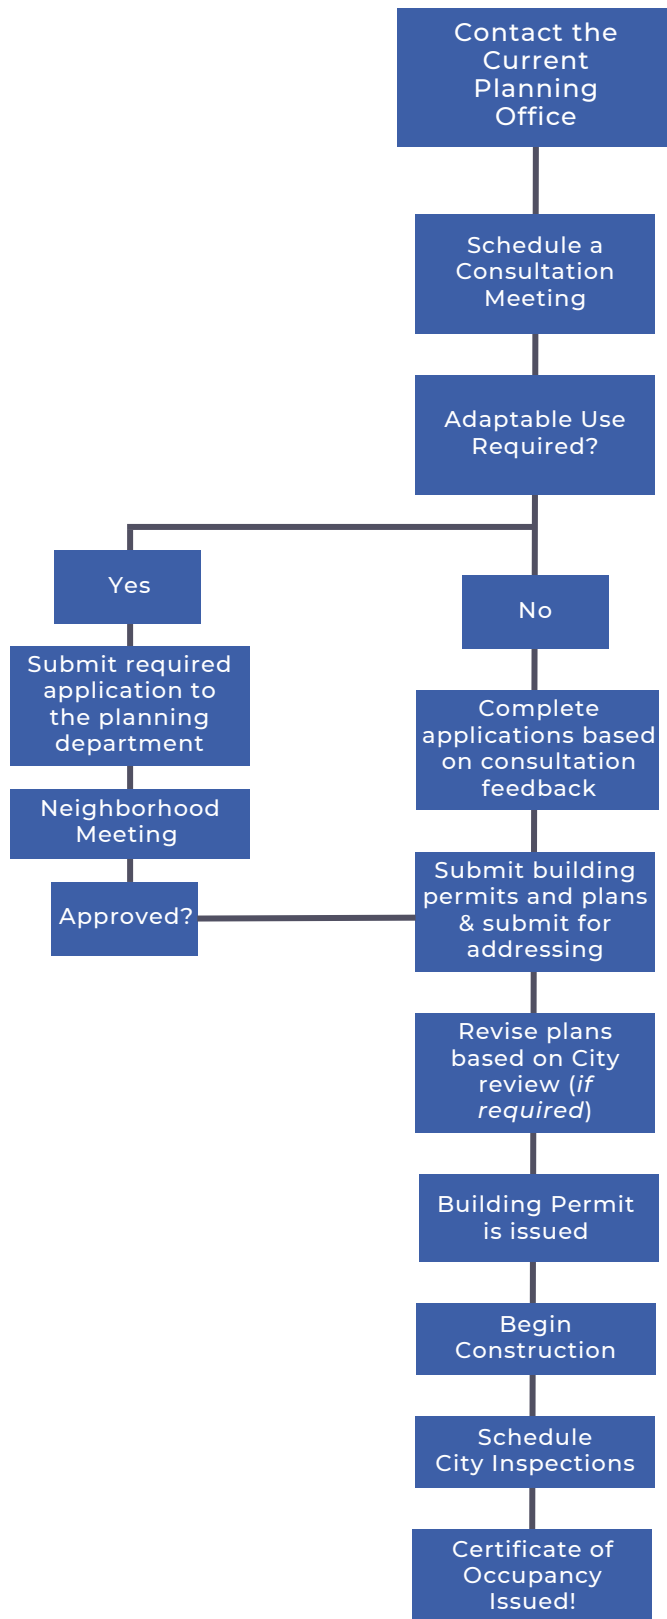 Contact the
Current
Planning
Office
Schedule a
Consultation
Meeting
Adaptable Use
Required?
Yes
No
Submit required
application to
the planning
department
Complete
applications based
on consultation
feedback
Neighborhood
Meeting
Approved?
Submit building
permits and plans
& submit for
addressing
Revise plans
based on City
review (if
required)
Building Permit
is issued
Begin
Construction
Schedule
City Inspections
Certificate of
Occupancy
Issued!